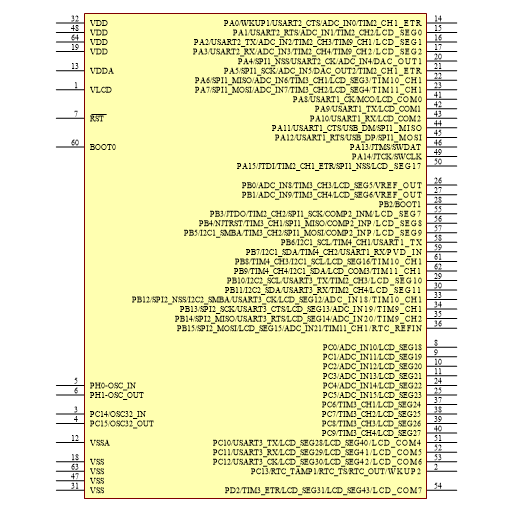 32 VDD
48 VDD
64 VDD
19 VDD
13 VDDA
1 VLCD
7 RST
60 BOOT0
5 PH0-OSC_IN
6 PH1-OSC_OUT
3 PC14/OSC32_IN
4 PC15/OSC32_OUT
12 VSSA
18 VSS
63 VSS
47 VSS
31 VSS
PA0/WKUP1/USART2_CTS/ADC_IN0/TIM2_CH1_ETR 14
PA1/USART2_RTS/ADC_IN1/TIM2_CH2/LCD_SEG0 15
PA2/USART2_TX/ADC_IN2/TIM2_CH3/TIM9_CH1/LCD_SEG1 16
PA3/USART2_RX/ADC_IN3/TIM2_CH4/TIM9_CH2/LCD_SEG2 17
PA4/SPI1_NSS/USART2_CK/ADC_IN4/DAC_OUT1 20
PA5/SPI1_SCK/ADC_IN5/DAC_OUT2/TIM2_CH1_ETR 21
PA6/SPI1_MISO/ADC_IN6/TIM3_CH1/LCD_SEG3/TIM10_CH1 22
PA7/SPI1_MOSI/ADC_IN7/TIM3_CH2/LCD_SEG4/TIM11_CH1 23
PA8/USART1_CK/MCO/LCD_COM0 41
PA9/USART1_TX/LCD_COM1 42
PA10/USART1_RX/LCD_COM2 43
PA11/USART1_CTS/USB_DM/SPI1_MISO 44
PA12/USART1_RTS/USB_DP/SPI1_MOSI 45
PA13/JTMS/SWDAT 46
PA14/JTCK/SWCLK 49
PA15/JTDI/TIM2_CH1_ETR/SPI1_NSS/LCD_SEG17 50
PB0/ADC_IN8/TIM3_CH3/LCD_SEG5/VREF_OUT 26
PB1/ADC_IN9/TIM3_CH4/LCD_SEG6/VREF_OUT 27
PB2/BOOT1 28
PB3/JTDO/TIM2_CH2/SPI1_SCK/COMP2_INM/LCD_SEG7 55
PB4/NJTRST/TIM3_CH1/SPI1_MISO/COMP2_INP/LCD_SEG8 56
PB5/I2C1_SMBA/TIM3_CH2/SPI1_MOSI/COMP2_INP/LCD_SEG9 57
PB6/I2C1_SCL/TIM4_CH1/USART1_TX 58
PB7/I2C1_SDA/TIM4_CH2/USART1_RX/PVD_IN 59
PB8/TIM4_CH3/I2C1_SCL/LCD_SEG16/TIM10_CH1 61
PB9/TIM4_CH4/I2C1_SDA/LCD_COM3/TIM11_CH1 62
PB10/I2C2_SCL/USART3_TX/TIM2_CH3/LCD_SEG10 29
PB11/I2C2_SDA/USART3_RX/TIM2_CH4/LCD_SEG11 30
PB12/SPI2_NSS/I2C2_SMBA/USART3_CK/LCD_SEG12/ADC_IN18/TIM10_CH1 33
PB13/SPI2_SCK/USART3_CTS/LCD_SEG13/ADC_IN19/TIM9_CH1 34
PB14/SPI2_MISO/USART3_RTS/LCD_SEG14/ADC_IN20/TIM9_CH2 35
PB15/SPI2_MOSI/LCD_SEG15/ADC_IN21/TIM11_CH1/RTC_REFIN 36
PC0/ADC_IN10/LCD_SEG18 8
PC1/ADC_IN11/LCD_SEG19 9
PC2/ADC_IN12/LCD_SEG20 10
PC3/ADC_IN13/LCD_SEG21 11
PC4/ADC_IN14/LCD_SEG22 24
PC5/ADC_IN15/LCD_SEG23 25
PC6/TIM3_CH1/LCD_SEG24 37
PC7/TIM3_CH2/LCD_SEG25 38
PC8/TIM3_CH3/LCD_SEG26 39
PC9/TIM3_CH4/LCD_SEG27 40
PC10/USART3_TX/LCD_SEG28/LCD_SEG40/LCD_COM4 51
PC11/USART3_RX/LCD_SEG29/LCD_SEG41/LCD_COM5 52
PC12/USART3_CK/LCD_SEG30/LCD_SEG42/LCD_COM6 53
PC13/RTC_TAMP1/RTC_TS/RTC_OUT/WKUP2 2
PD2/TIM3_ETR/LCD_SEG31/LCD_SEG43/LCD_COM7 54